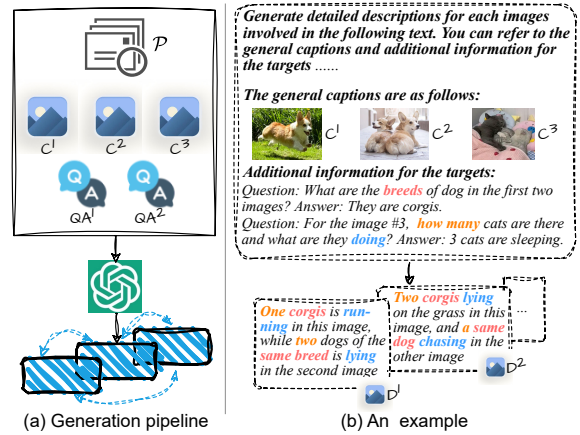 P
C¹ C² C³
Q A Q A
QA¹ QA²
(a) Generation pipeline
Generate detailed descriptions for each images
involved in the following text. You can refer to the
general captions and additional information for
the targets ......
The general captions are as follows:
C¹ C² C³
Additional information for the targets:
Question: What are the breeds of dog in the first two
images? Answer: They are corgis.
Question: For the image #3, how many cats are there
and what are they doing? Answer: 3 cats are sleeping.
One corgis is run-
ning in this image,
while two dogs of the
same breed is lying
in the second image
D¹
Two corgis lying
on the grass in this
image, and a same
dog chasing in the
other image
D²
...
(b) An example